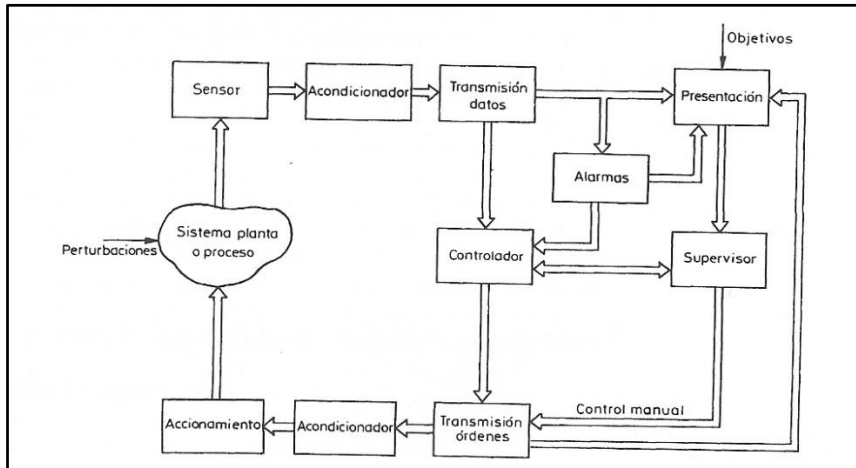 Objetivos
Sensor
Acondicionador
Transmisión
datos
Presentación
Alarmas
Sistema planta
o proceso
Perturbaciones
Controlador
Supervisor
Control manual
Accionamiento
Acondicionador
Transmisión
órdenes